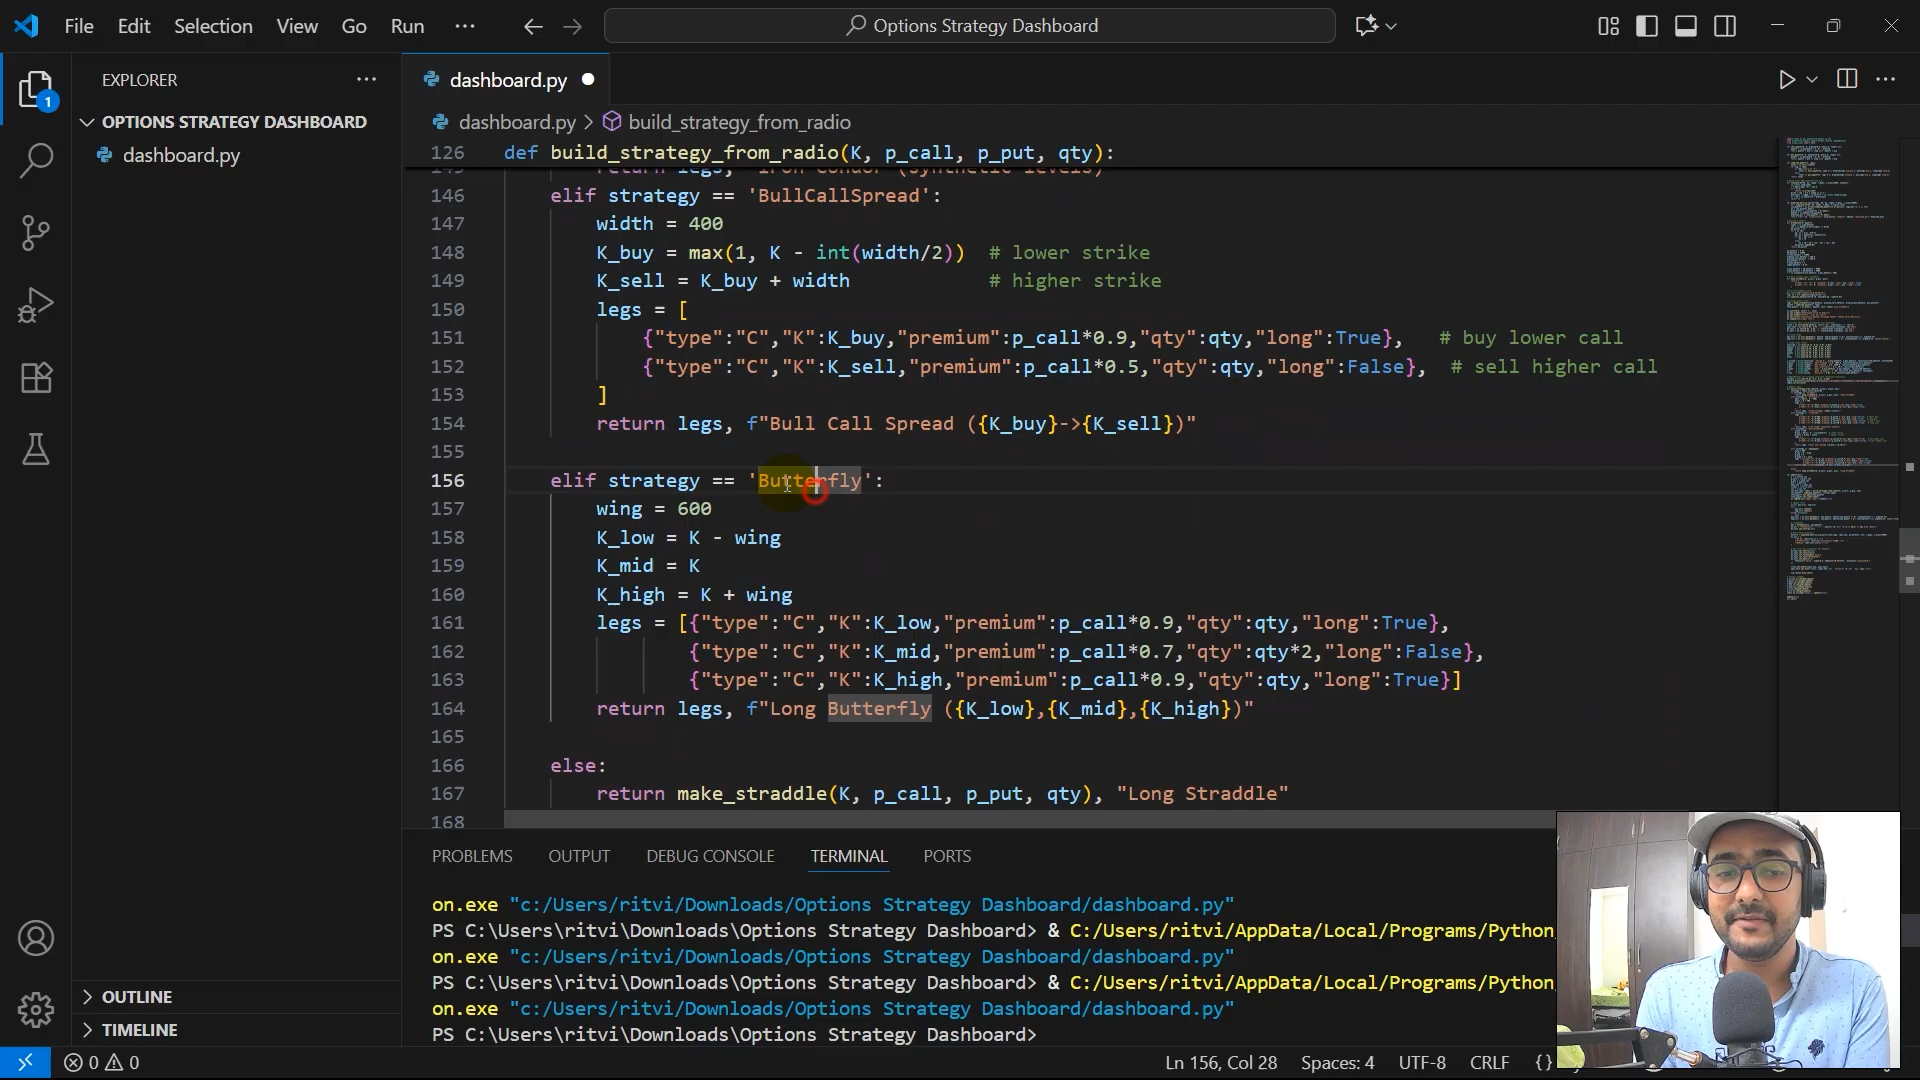 File Edit Selection View Go Run ··· Options Strategy Dashboard
EXPLORER
1
OPTIONS STRATEGY DASHBOARD
dashboard.py
dashboard.py
dashboard.py > build_strategy_from_radio
126 def build_strategy_from_radio(K, p_call, p_put, qty):
146 elif strategy == 'BullCallSpread':
147 width = 400
148 K_buy = max(1, K - int(width/2)) # lower strike
149 K_sell = K_buy + width # higher strike
150 legs = [
151 {"type":"C","K":K_buy,"premium":p_call*0.9,"qty":qty,"long":True}, # buy lower call
152 {"type":"C","K":K_sell,"premium":p_call*0.5,"qty":qty,"long":False}, # sell higher call
153 ]
154 return legs, f"Bull Call Spread ({K_buy}->{K_sell})"
155
156 elif strategy == 'Butterfly':
157 wing = 600
158 K_low = K - wing
159 K_mid = K
160 K_high = K + wing
161 legs = [{"type":"C","K":K_low,"premium":p_call*0.9,"qty":qty,"long":True},
162 {"type":"C","K":K_mid,"premium":p_call*0.7,"qty":qty*2,"long":False},
163 {"type":"C","K":K_high,"premium":p_call*0.9,"qty":qty,"long":True}]
164 return legs, f"Long Butterfly ({K_low},{K_mid},{K_high})"
165
166 else:
167 return make_straddle(K, p_call, p_put, qty), "Long Straddle"
168
PROBLEMS OUTPUT DEBUG CONSOLE TERMINAL PORTS
on.exe "c:/Users/ritvi/Downloads/Options Strategy Dashboard/dashboard.py"
PS C:\Users\ritvi\Downloads\Options Strategy Dashboard> & C:/Users/ritvi/AppData/Local/Programs/Python
on.exe "c:/Users/ritvi/Downloads/Options Strategy Dashboard/dashboard.py"
PS C:\Users\ritvi\Downloads\Options Strategy Dashboard> & C:/Users/ritvi/AppData/Local/Programs/Python
on.exe "c:/Users/ritvi/Downloads/Options Strategy Dashboard/dashboard.py"
PS C:\Users\ritvi\Downloads\Options Strategy Dashboard>
OUTLINE
TIMELINE
0 0 Ln 156, Col 28 Spaces: 4 UTF-8 CRLF {}